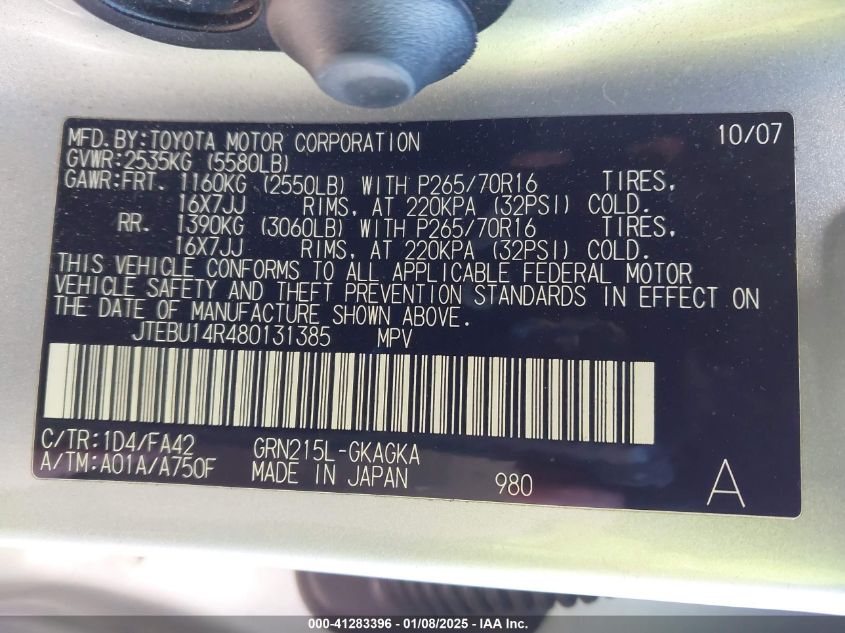 MFD.BY:TOYOTA MOTOR CORPORATION 10/07
GVWR:2535KG (5580LB)
GAWR:FRT. 1160KG (2550LB) WITH P265/70R16 TIRES,
16X7JJ RIMS, AT 220KPA (32PSI) COLD.
RR. 1390KG (3060LB) WITH P265/70R16 TIRES,
16X7JJ RIMS, AT 220KPA (32PSI) COLD.
THIS VEHICLE CONFORMS TO ALL APPLICABLE FEDERAL MOTOR
VEHICLE SAFETY AND THEFT PREVENTION STANDARDS IN EFFECT ON
THE DATE OF MANUFACTURE SHOWN ABOVE.
JTEBU14R480131385 MPV
C/TR:1D4/FA42 GRN215L-GKAGKA
A/TM:A01A/A750F MADE IN JAPAN 980 A
000-41283396 - 01/08/2025 - IAA Inc.